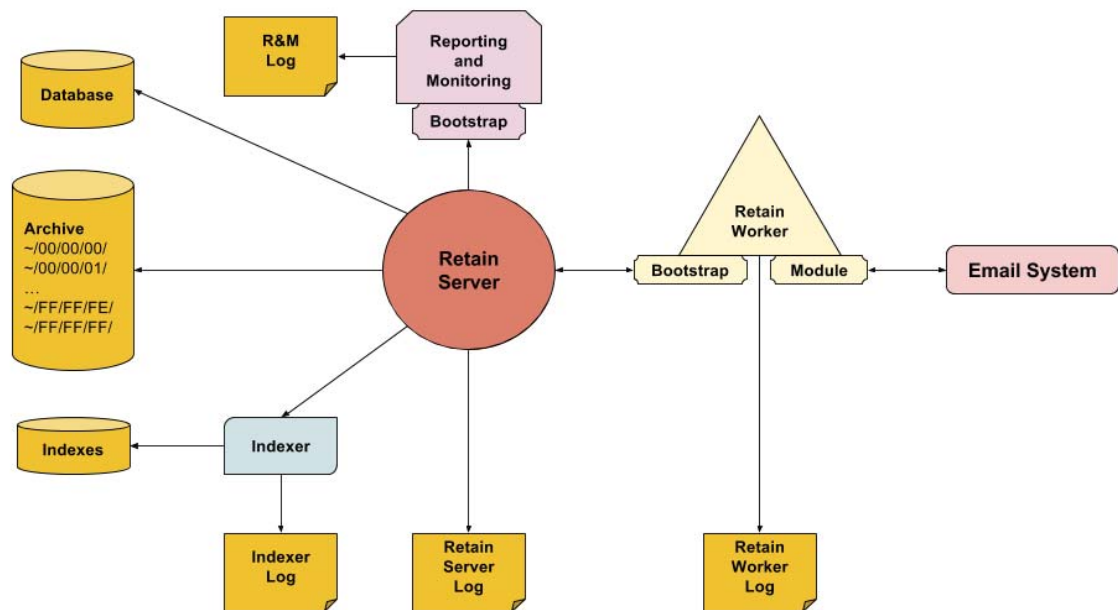 R&M
Log
Reporting
and
Monitoring
Bootstrap
Database
Archive
~/00/00/00/
~/00/00/01/
...
~/FF/FF/FE/
~/FF/FF/FF/
Retain
Server
Retain
Worker
Bootstrap
Module
Email System
Indexes
Indexer
Indexer
Log
Retain
Server
Log
Retain
Worker
Log